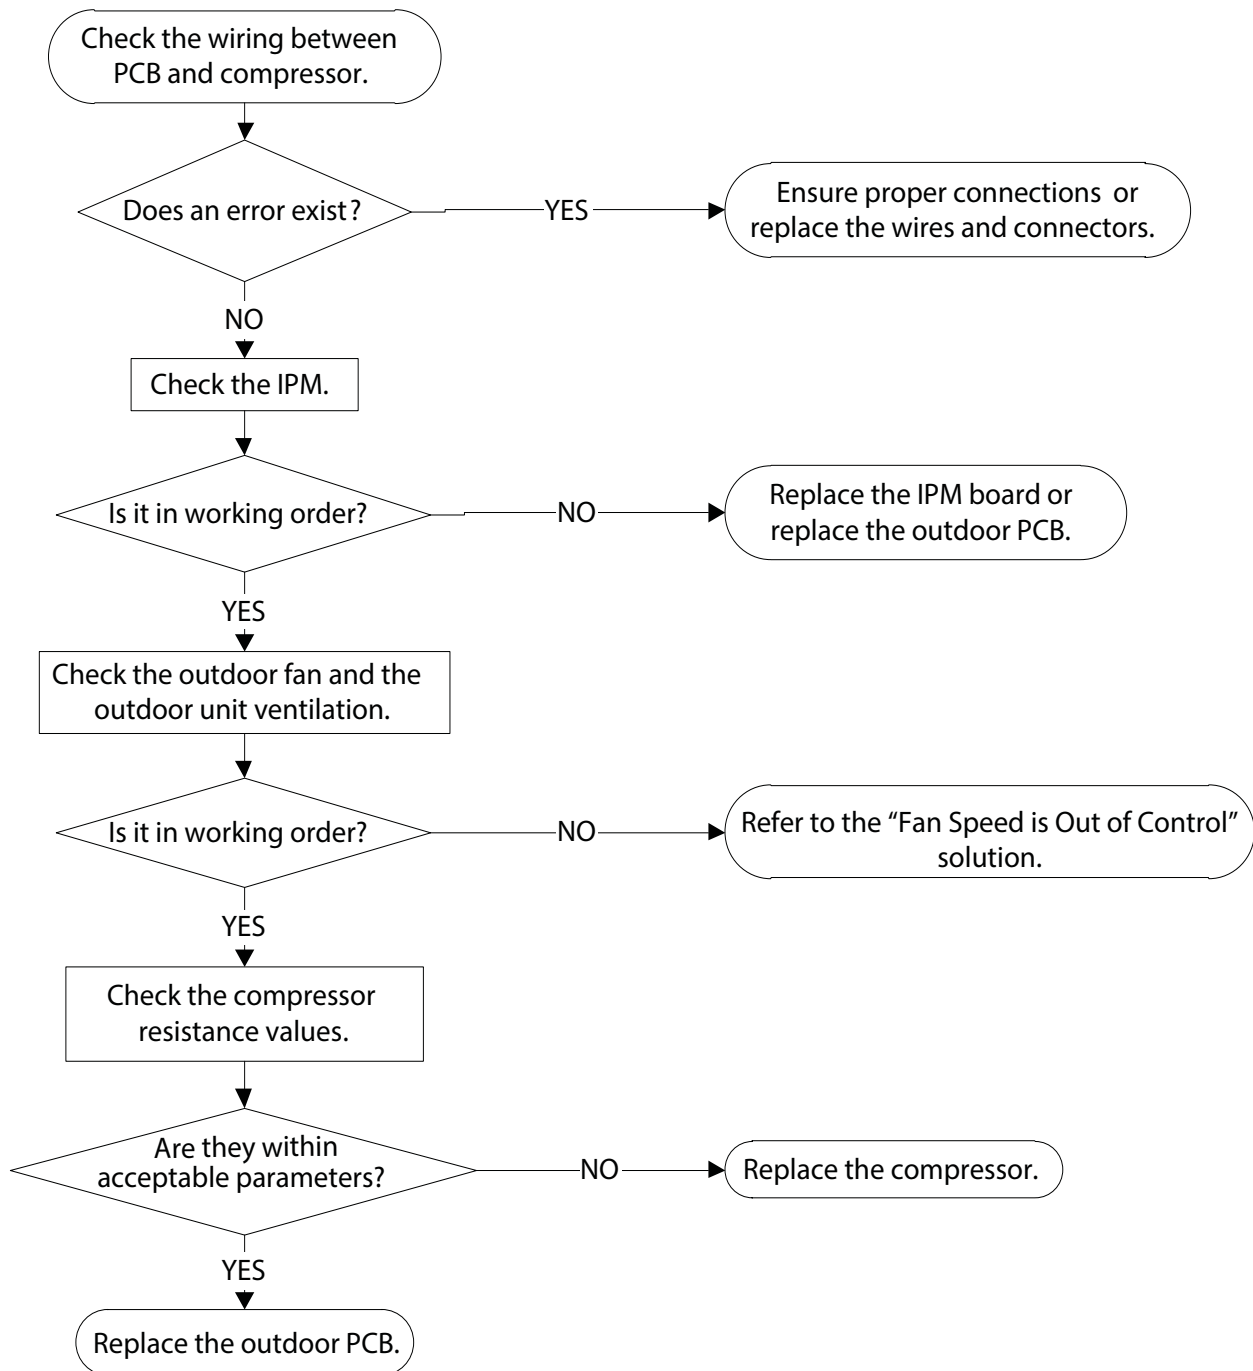 Check the wiring between
PCB and compressor.
Does an error exist?
YES
Ensure proper connections or
replace the wires and connectors.
NO
Check the IPM.
Is it in working order?
NO
Replace the IPM board or
replace the outdoor PCB.
YES
Check the outdoor fan and the
outdoor unit ventilation.
Is it in working order?
NO
Refer to the “Fan Speed is Out of Control”
solution.
YES
Check the compressor
resistance values.
Are they within
acceptable parameters?
NO
Replace the compressor.
YES
Replace the outdoor PCB.